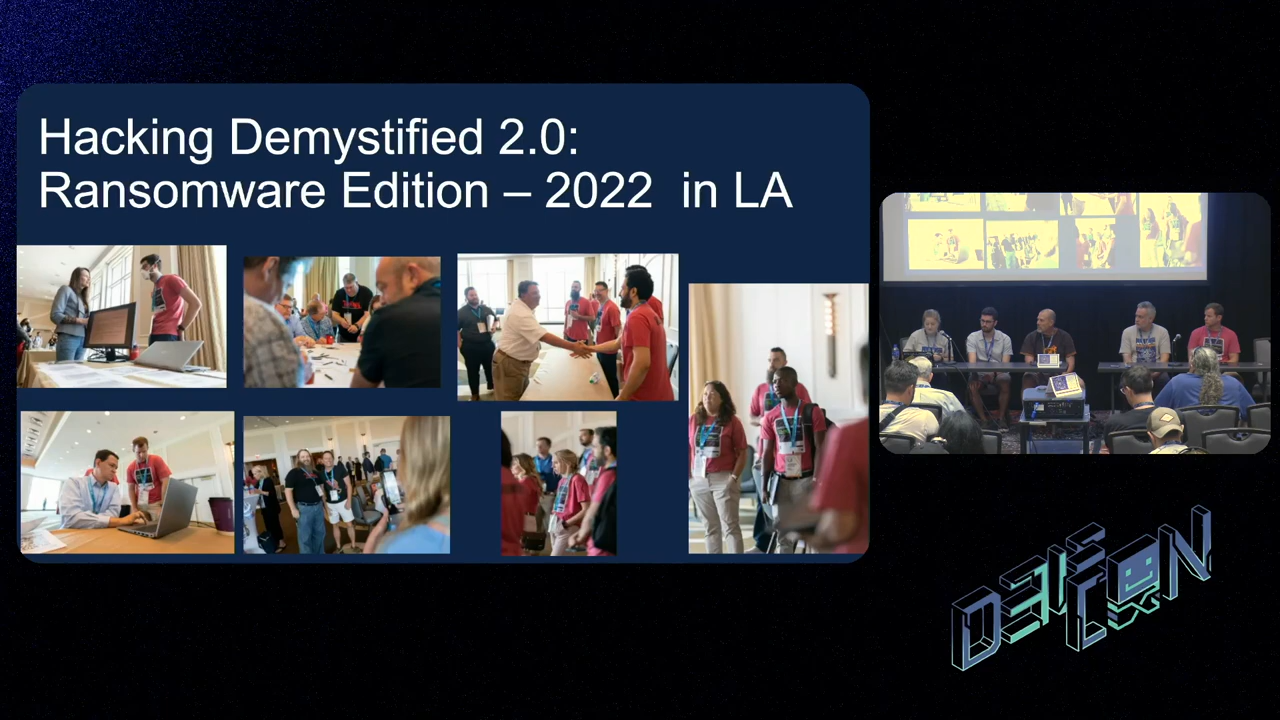 Hacking Demystified 2.0:
Ransomware Edition – 2022 in LA
DEF CON